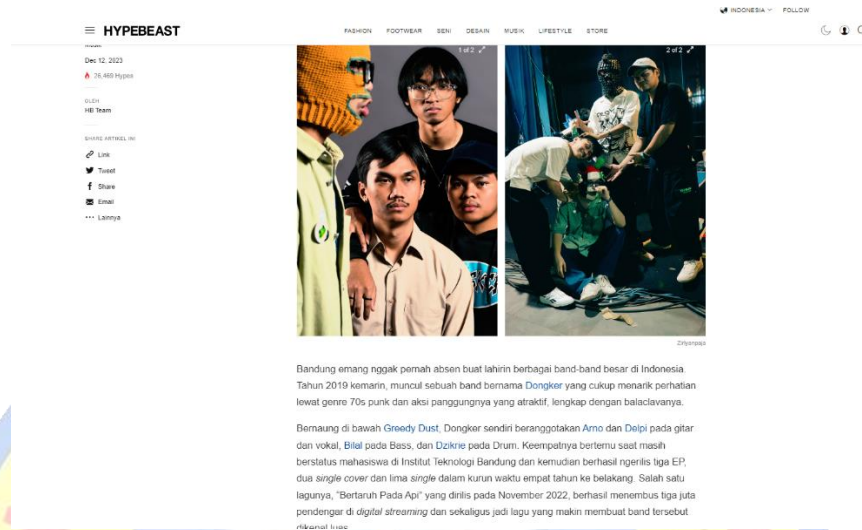 INDONESIA FOLLOW
HYPEBEAST
FASHION FOOTWEAR SENI DESAIN MUSIK LIFESTYLE STORE
Dec 12, 2023
26,469 Hypes
OLEH
HB Team
SHARE ARTIKEL INI
Link
Tweet
Share
Email
Lainnya
1 of 2
2 of 2
Bandung emang nggak pernah absen buat lahirin berbagai band-band besar di Indonesia.
Tahun 2019 kemarin, muncul sebuah band bernama Dongker yang cukup menarik perhatian
lewat genre 70s punk dan aksi panggungnya yang atraktif, lengkap dengan balaclavanya.
Bernaung di bawah Greedy Dust, Dongker sendiri beranggotakan Arno dan Delpi pada gitar
dan vokal, Bilal pada Bass, dan Dzikrie pada Drum. Keempatnya bertemu saat masih
berstatus mahasiswa di Institut Teknologi Bandung dan kemudian berhasil ngerilis tiga EP,
dua single cover dan lima single dalam kurun waktu empat tahun ke belakang. Salah satu
lagunya, "Bertaruh Pada Api" yang dirilis pada November 2022, berhasil menembus tiga juta
pendengar di digital streaming dan sekaligus jadi lagu yang makin membuat band tersebut
dikenal luas